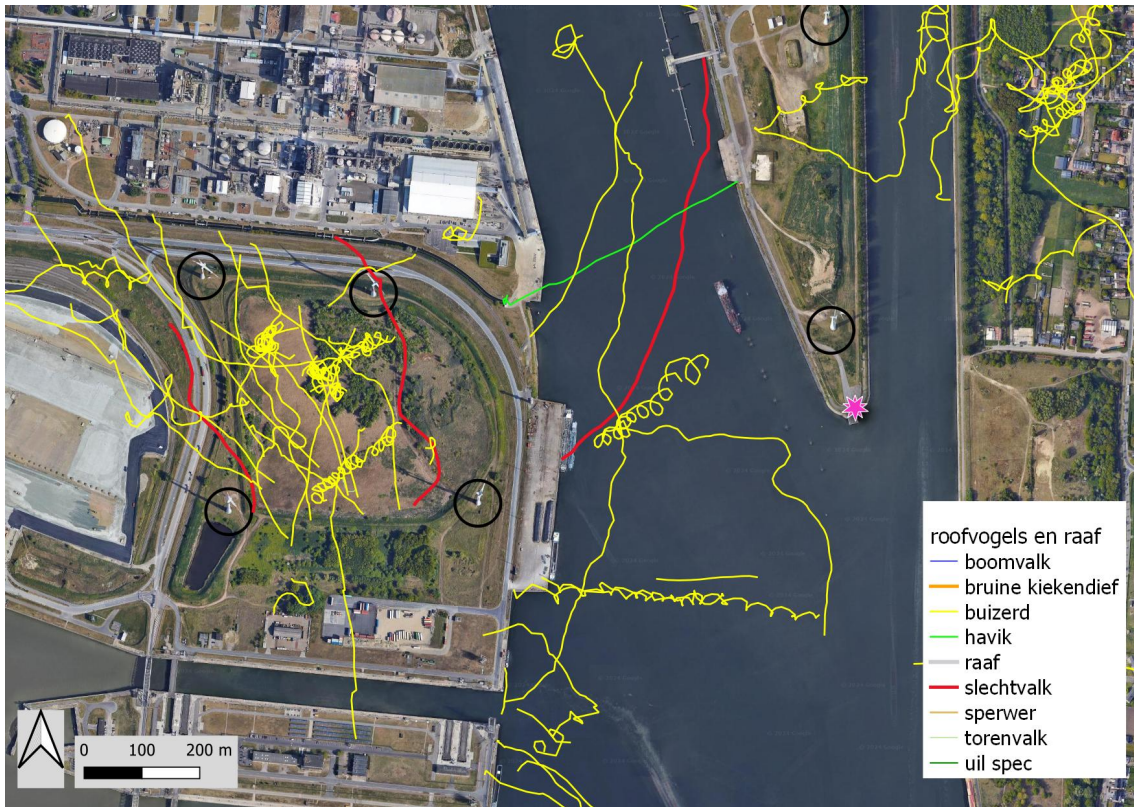 roofvogels en raaf
boomvalk
bruine kiekendief
buizerd
havik
raaf
slechtvalk
sperwer
torenvalk
uil spec
0 100 200 m